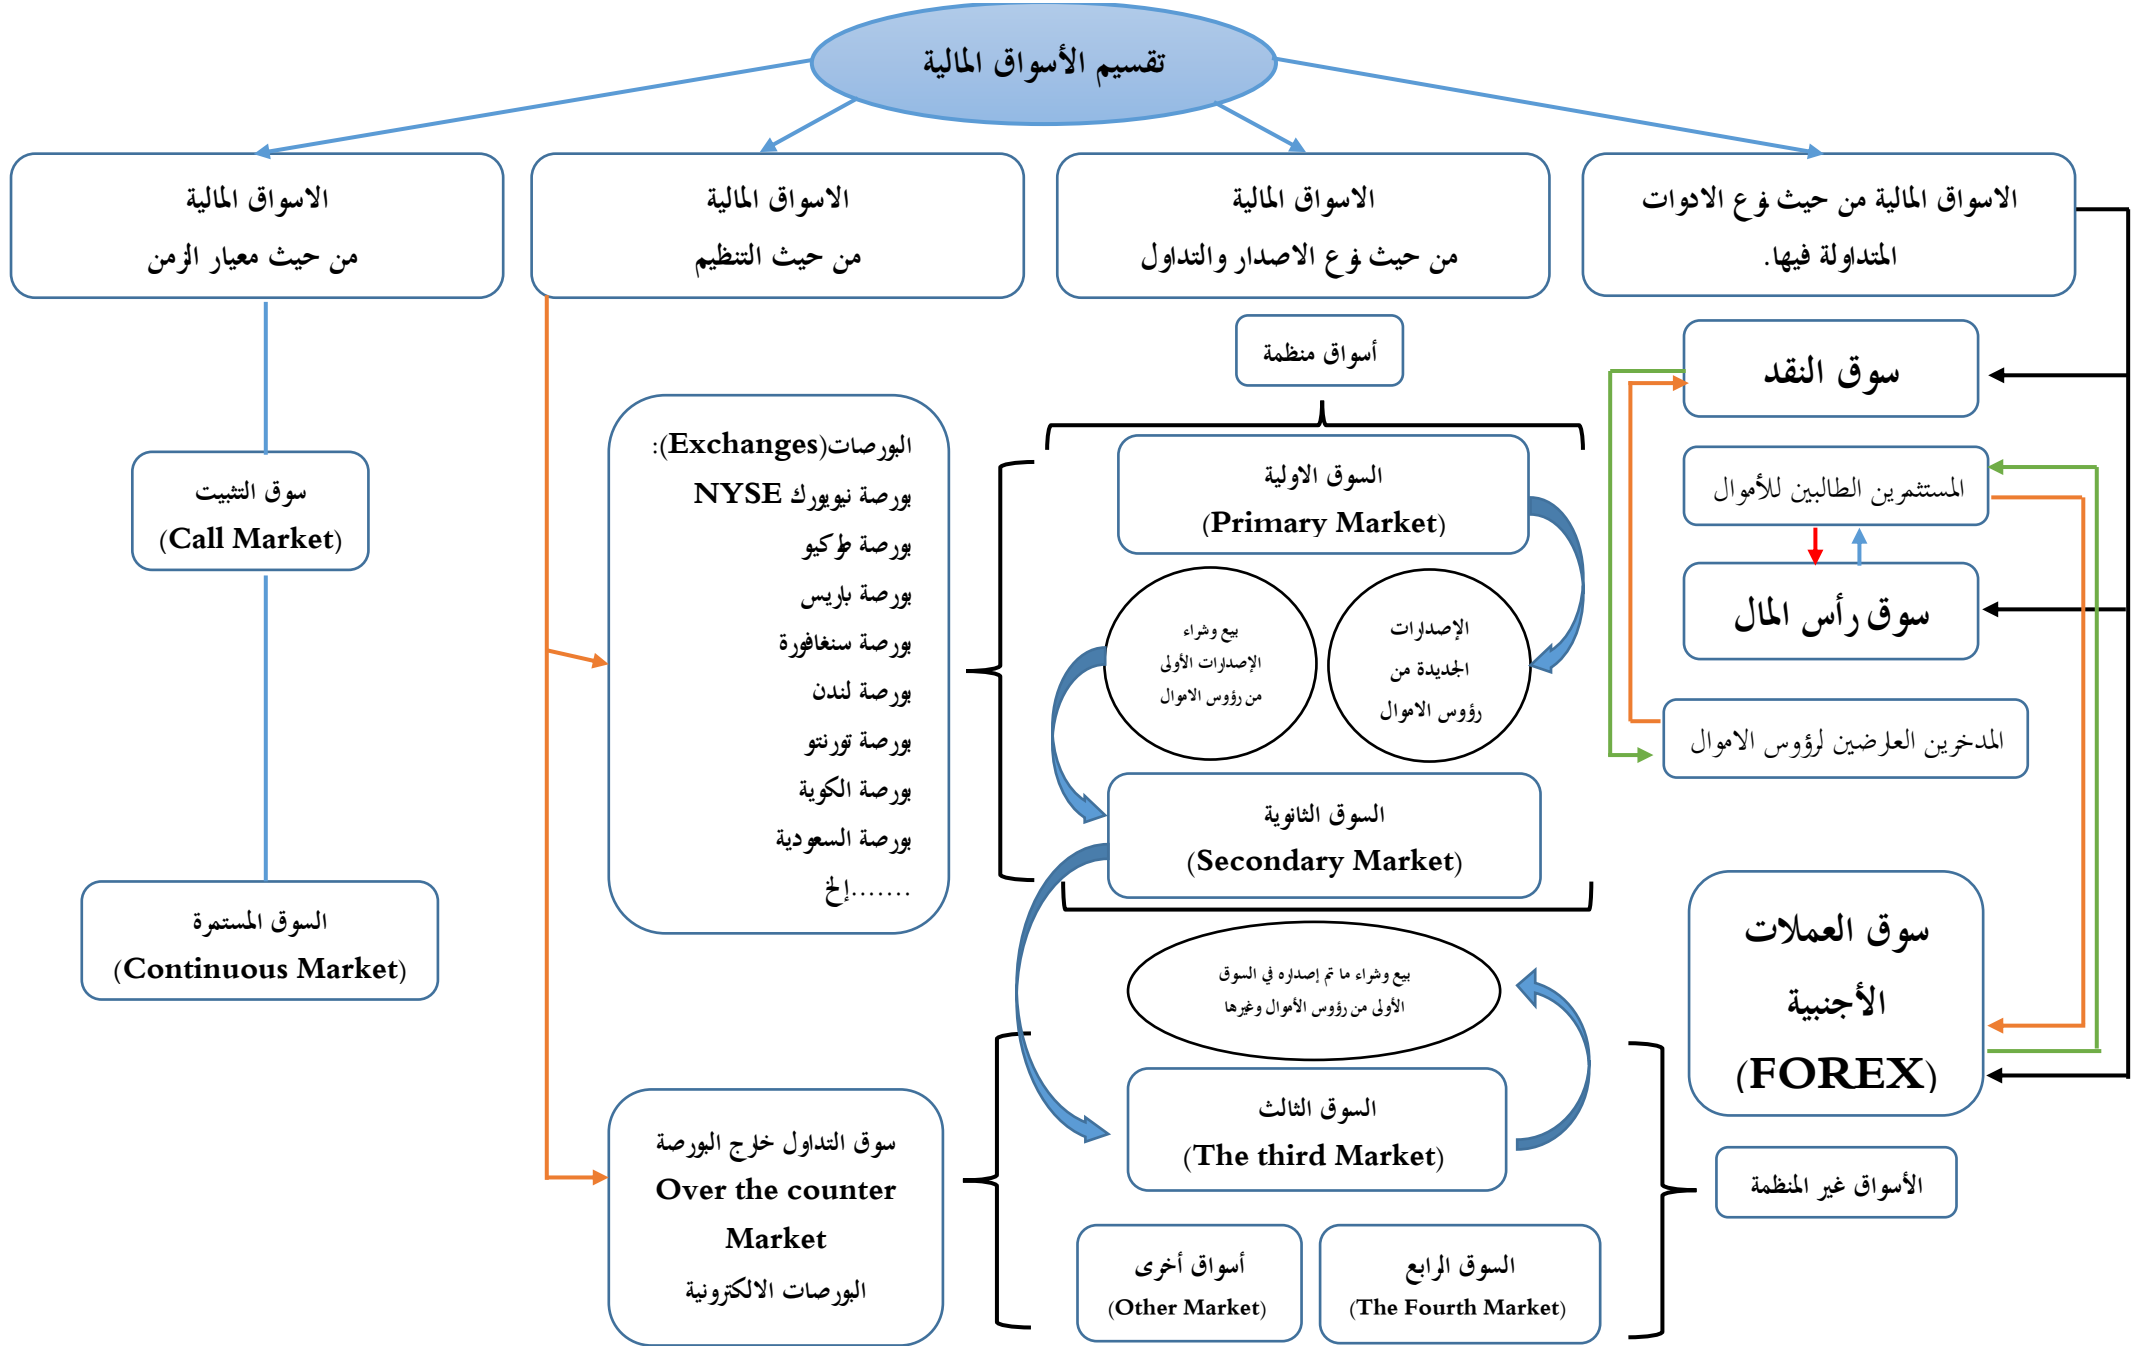 تقسيم الأسواق المالية
الاسواق المالية من حيث نوع الادوات
المتداولة فيها.
الاسواق المالية
من حيث نوع الاصدار والتداول
الاسواق المالية
من حيث التنظيم
الاسواق المالية
من حيث معيار الزمن
سوق النقد
المستثمرين الطالبين للأموال
سوق رأس المال
المدخرين العارضين لرؤوس الاموال
سوق العملات
الأجنبية
(FOREX)
الأسواق غير المنظمة
أسواق منظمة
السوق الاولية
(Primary Market)
الإصدارات
الجديدة من
رؤوس الاموال
بيع وشراء
الإصدارات الأولى
من رؤوس الاموال
السوق الثانوية
(Secondary Market)
بيع وشراء ما تم إصداره في السوق
الأولى من رؤوس الأموال وغيرها
السوق الثالث
(The third Market)
السوق الرابع
(The Fourth Market)
أسواق أخرى
(Other Market)
البورصات(Exchanges):
بورصة نيويورك NYSE
بورصة طوكيو
بورصة باريس
بورصة سنغافورة
بورصة لندن
بورصة تورنتو
بورصة الكوية
بورصة السعودية
.......إلخ
سوق التداول خارج البورصة
Over the counter
Market
البورصات الالكترونية
سوق التثبيت
(Call Market)
السوق المستمرة
(Continuous Market)